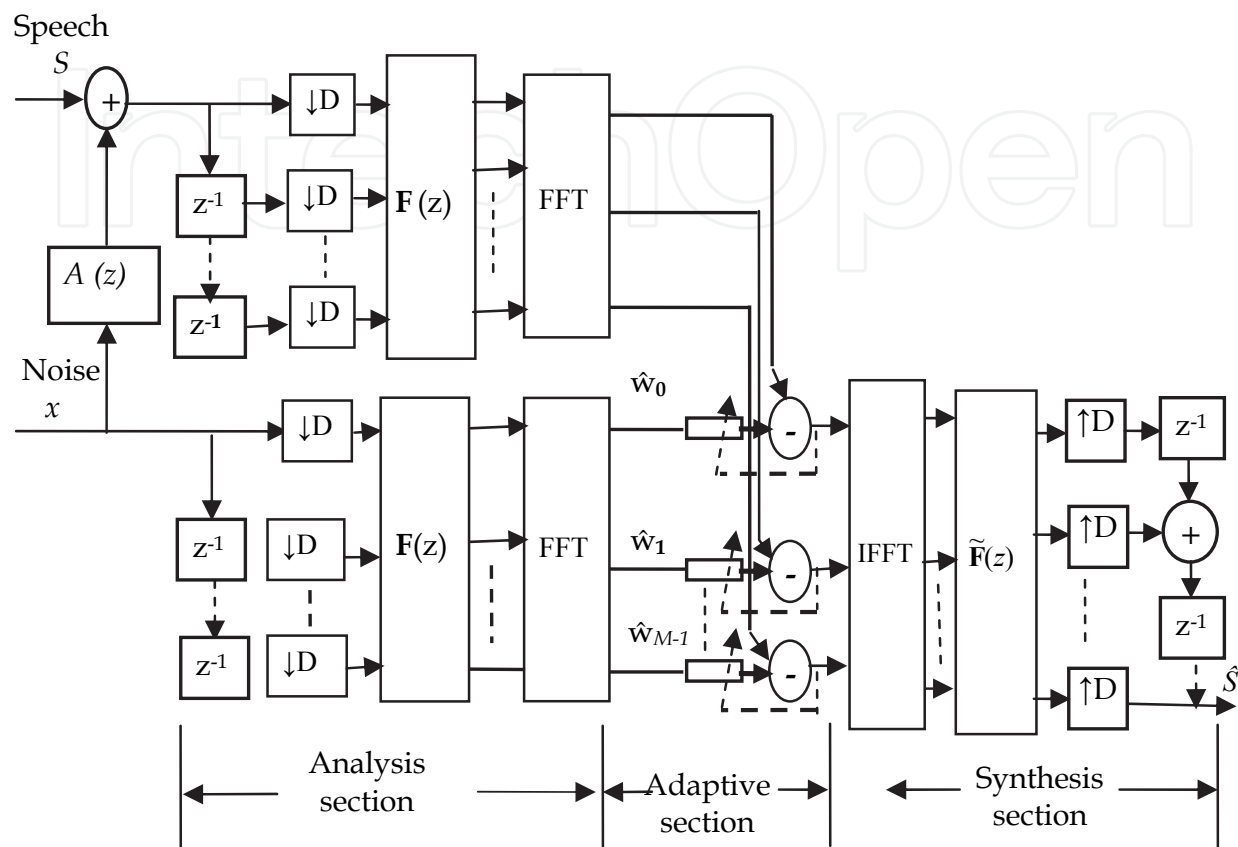 IntechOpen
Speech
S
+
↓D
F (z)
FFT
z⁻¹
↓D
A (z)
z⁻¹
↓D
Noise
x
↓D
F(z)
FFT
z⁻¹
↓D
z⁻¹
↓D
ŵ₀
-
ŵ₁
-
ŵM-1
-
IFFT
F̃(z)
↑D
z⁻¹
↑D
+
z⁻¹
↑D
Ŝ
Analysis
section
Adaptive
section
Synthesis
section